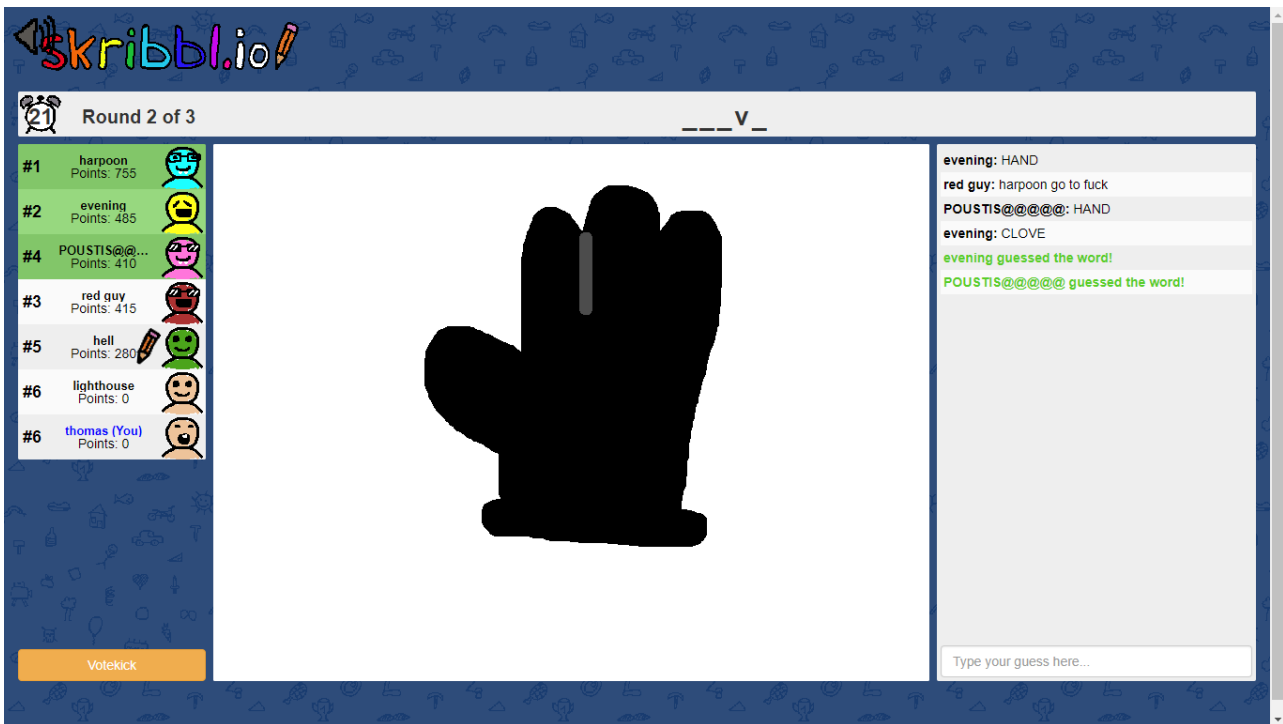 skribbl.io
21 Round 2 of 3 ___v_
#1 harpoon
Points: 755
#2 evening
Points: 485
#4 POUSTIS@@...
Points: 410
#3 red guy
Points: 415
#5 hell
Points: 280
#6 lighthouse
Points: 0
#6 thomas (You)
Points: 0
Votekick
evening: HAND
red guy: harpoon go to fuck
POUSTIS@@@@@: HAND
evening: CLOVE
evening guessed the word!
POUSTIS@@@@@ guessed the word!
Type your guess here...